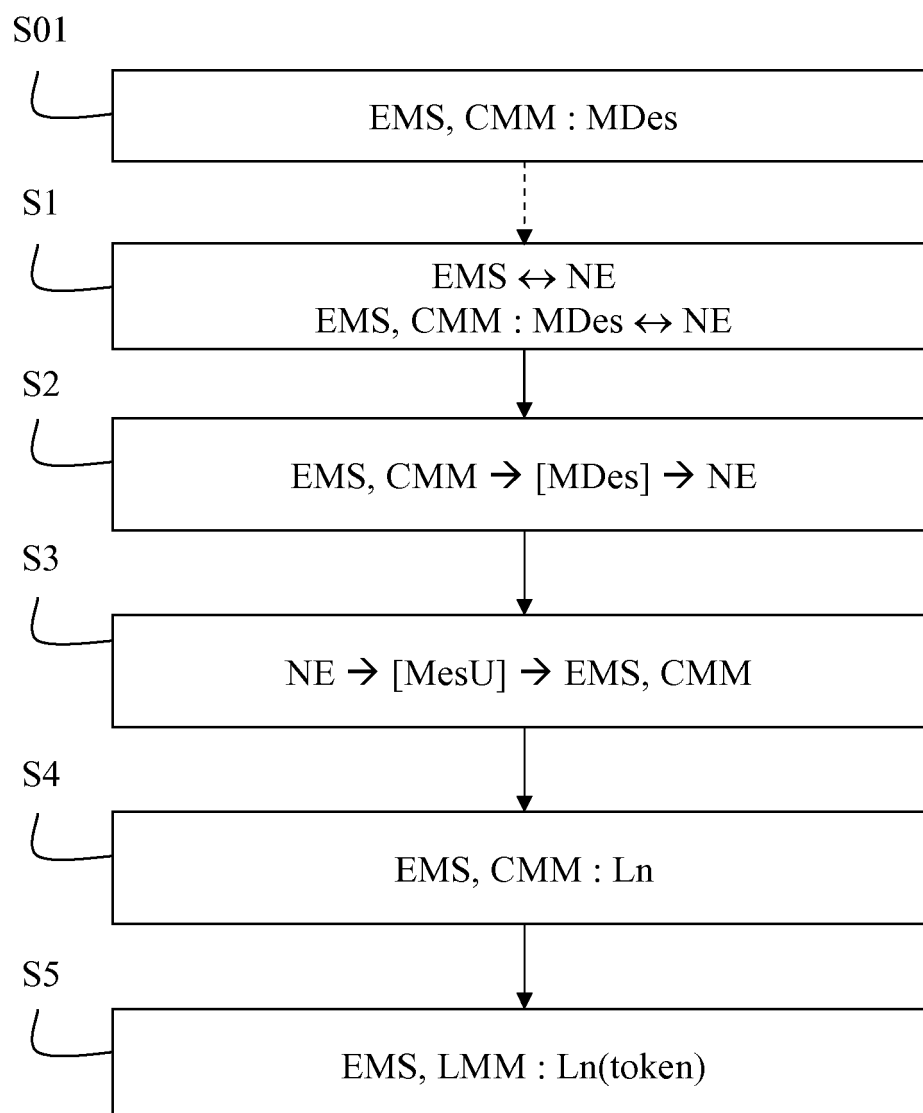 S01
EMS, CMM : MDes
S1
EMS ↔ NE
EMS, CMM : MDes ↔ NE
S2
EMS, CMM → [MDes] → NE
S3
NE → [MesU] → EMS, CMM
S4
EMS, CMM : Ln
S5
EMS, LMM : Ln(token)